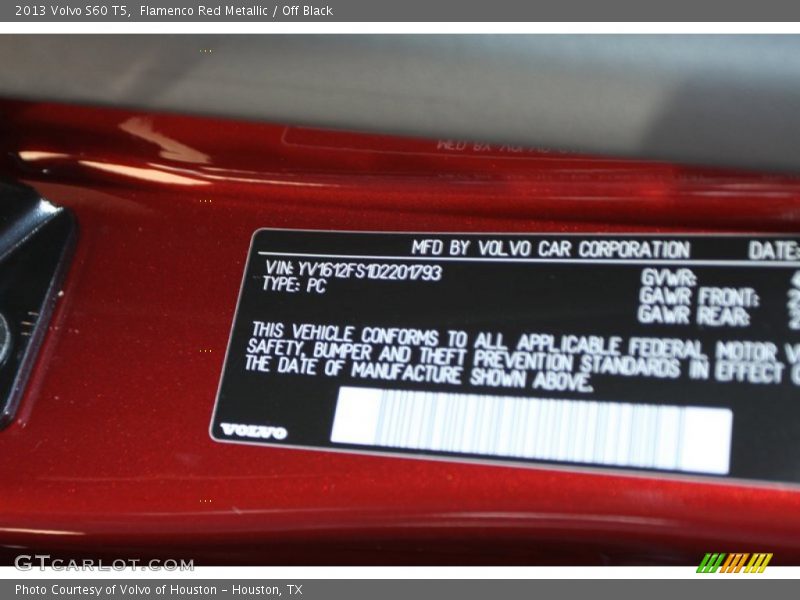 2013 Volvo S60 T5, Flamenco Red Metallic / Off Black
MFD BY VOLVO CAR CORPORATION DATE:
VIN: YV1612FS1D2201793
TYPE: PC
GVWR:
GAWR FRONT:
GAWR REAR:
THIS VEHICLE CONFORMS TO ALL APPLICABLE FEDERAL MOTOR
SAFETY, BUMPER AND THEFT PREVENTION STANDARDS IN EFFECT
THE DATE OF MANUFACTURE SHOWN ABOVE.
VOLVO
GTCARLOT.COM
Photo Courtesy of Volvo of Houston - Houston, TX